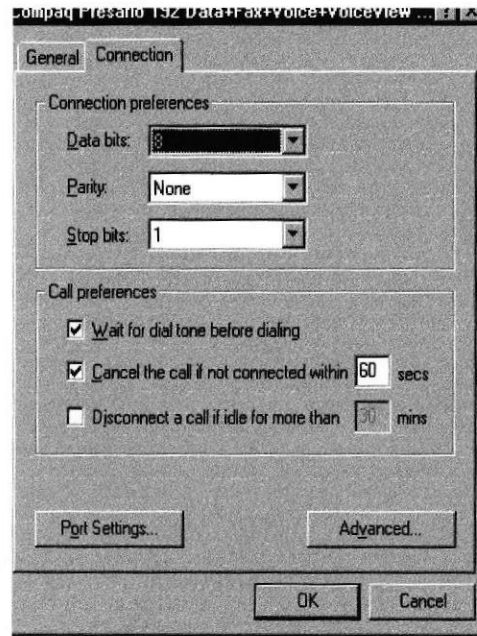 Compaq Presario 192 Data+Fax+Voice+VoiceView ... ? X
General Connection
Connection preferences
Data bits: 8
Parity: None
Stop bits: 1
Call preferences
Wait for dial tone before dialing
Cancel the call if not connected within 60 secs
Disconnect a call if idle for more than 30 mins
Port Settings... Advanced...
OK Cancel